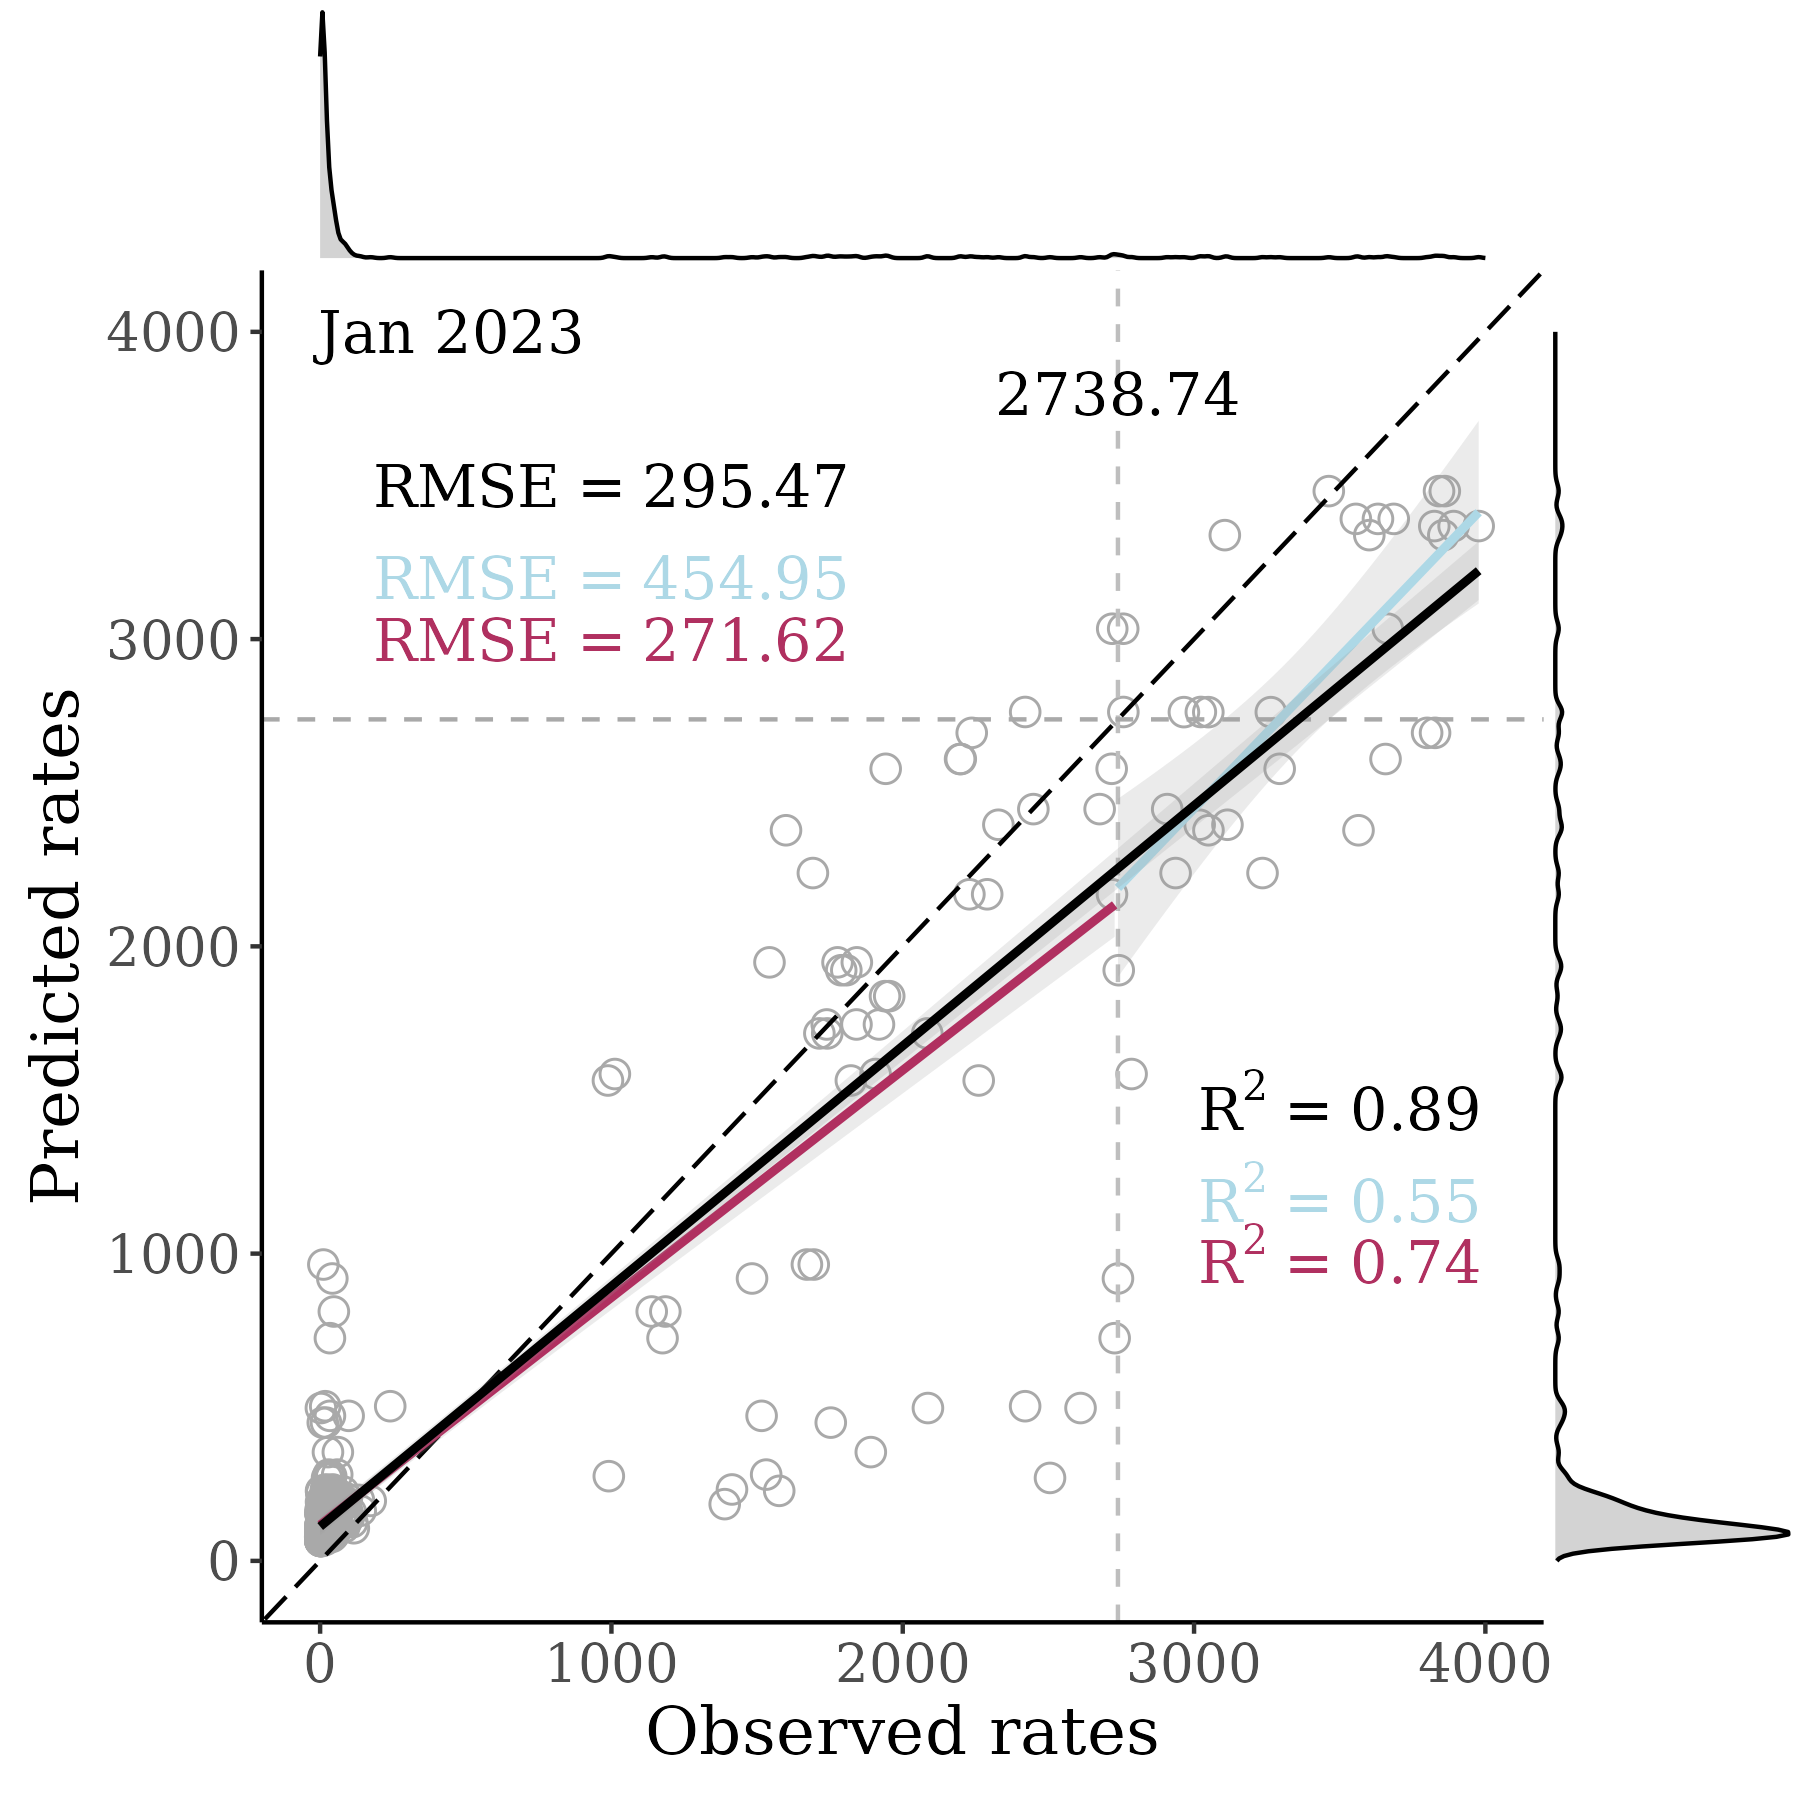 Jan 2023
2738.74
RMSE = 295.47
RMSE = 454.95
RMSE = 271.62
R² = 0.89
R² = 0.55
R² = 0.74
Predicted rates
4000
3000
2000
1000
0
0 1000 2000 3000 4000
Observed rates